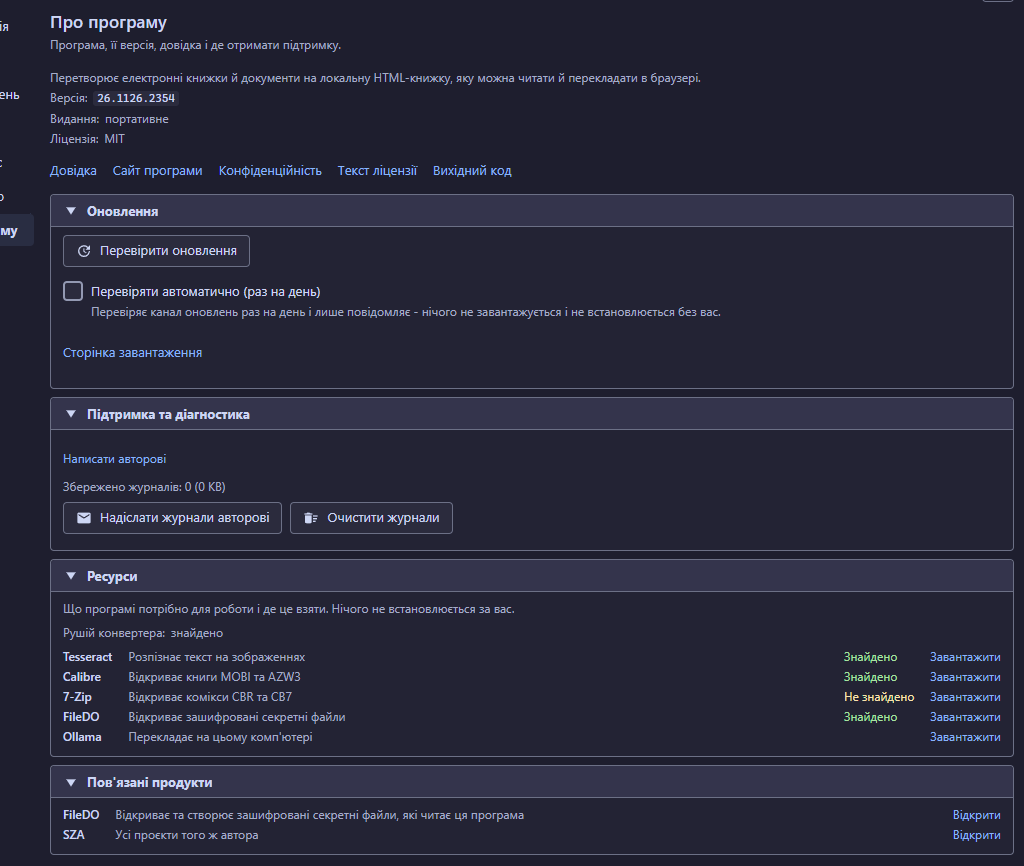 ія
ень
с
о
му
Про програму
Програма, її версія, довідка і де отримати підтримку.
Перетворює електронні книжки й документи на локальну HTML-книжку, яку можна читати й перекладати в браузері.
Версія: 26.1126.2354
Видання: портативне
Ліцензія: MIT
Довідка Сайт програми Конфіденційність Текст ліцензії Вихідний код
Оновлення
Перевірити оновлення
Перевіряти автоматично (раз на день)
Перевіряє канал оновлень раз на день і лише повідомляє - нічого не завантажується і не встановлюється без вас.
Сторінка завантаження
Підтримка та діагностика
Написати авторові
Збережено журналів: 0 (0 KB)
Надіслати журнали авторові Очистити журнали
Ресурси
Що програмі потрібно для роботи і де це взяти. Нічого не встановлюється за вас.
Рушій конвертера: знайдено
Tesseract Розпізнає текст на зображеннях Знайдено Завантажити
Calibre Відкриває книги MOBI та AZW3 Знайдено Завантажити
7-Zip Відкриває комікси CBR та CB7 Не знайдено Завантажити
FileDO Відкриває зашифровані секретні файли Знайдено Завантажити
Ollama Перекладає на цьому комп'ютері Завантажити
Пов'язані продукти
FileDO Відкриває та створює зашифровані секретні файли, які читає ця програма Відкрити
SZA Усі проєкти того ж автора Відкрити